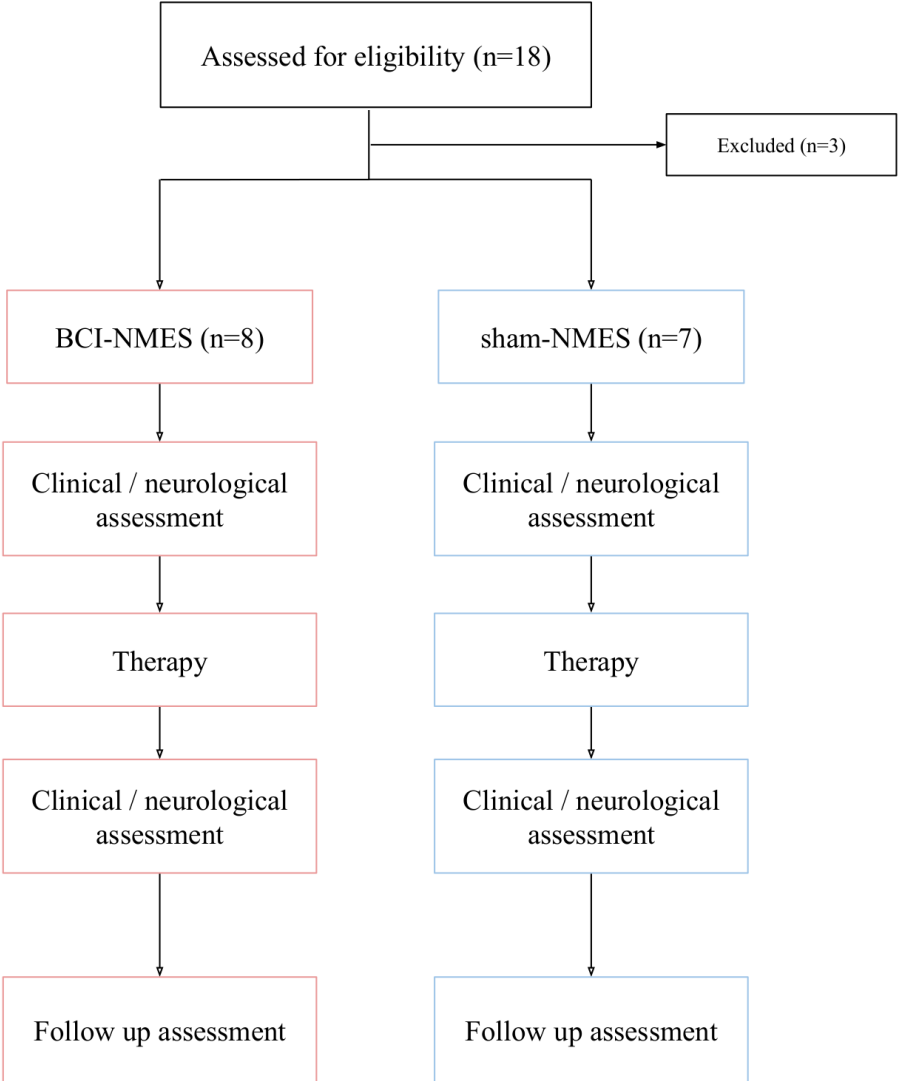 Assessed for eligibility (n=18)
Excluded (n=3)
BCI-NMES (n=8)
sham-NMES (n=7)
Clinical / neurological
assessment
Clinical / neurological
assessment
Therapy
Therapy
Clinical / neurological
assessment
Clinical / neurological
assessment
Follow up assessment
Follow up assessment